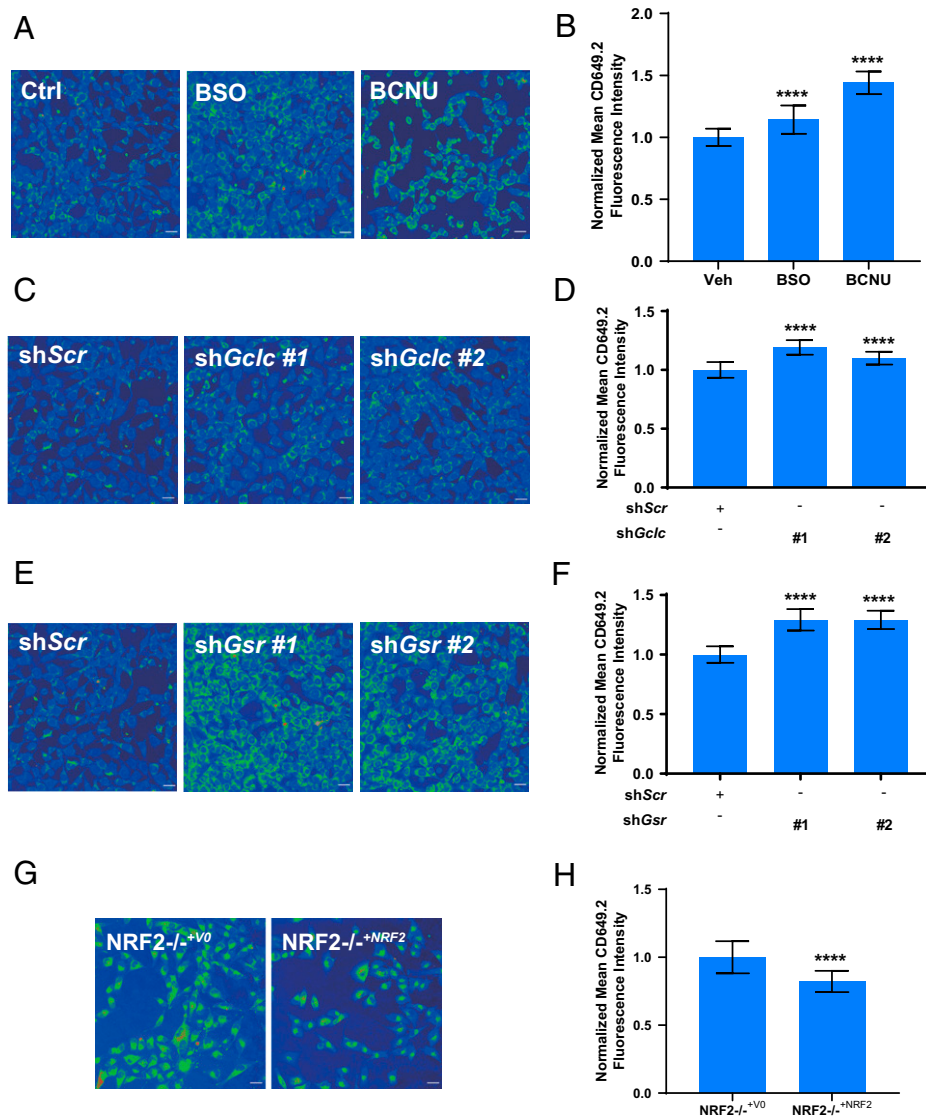 A
Ctrl
BSO
BCNU
B
Normalized Mean CD649.2
Fluorescence Intensity
2.0
1.5
1.0
0.5
0.0
****
****
Veh
BSO
BCNU
C
shScr
shGclc #1
shGclc #2
D
Normalized Mean CD649.2
Fluorescence Intensity
1.5
1.0
0.5
0.0
****
****
shScr + - -
shGclc - #1 #2
E
shScr
shGsr #1
shGsr #2
F
Normalized Mean CD649.2
Fluorescence Intensity
1.5
1.0
0.5
0.0
****
****
shScr + - -
shGsr - #1 #2
G
NRF2-/-+V0
NRF2-/-+NRF2
H
Normalized Mean CD649.2
Fluorescence Intensity
1.5
1.0
0.5
0.0
****
NRF2-/-+V0
NRF2-/-+NRF2